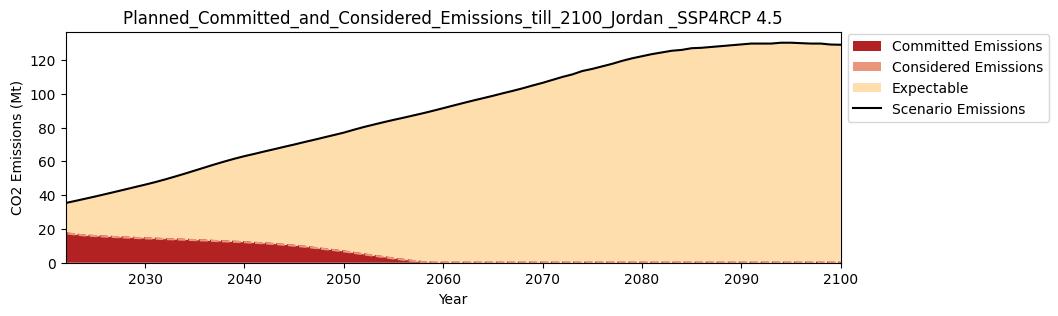 Planned_Committed_and_Considered_Emissions_till_2100_Jordan _SSP4RCP 4.5
CO2 Emissions (Mt)
120
100
80
60
40
20
0
2030 2040 2050 2060 2070 2080 2090 2100
Year
Committed Emissions
Considered Emissions
Expectable
Scenario Emissions